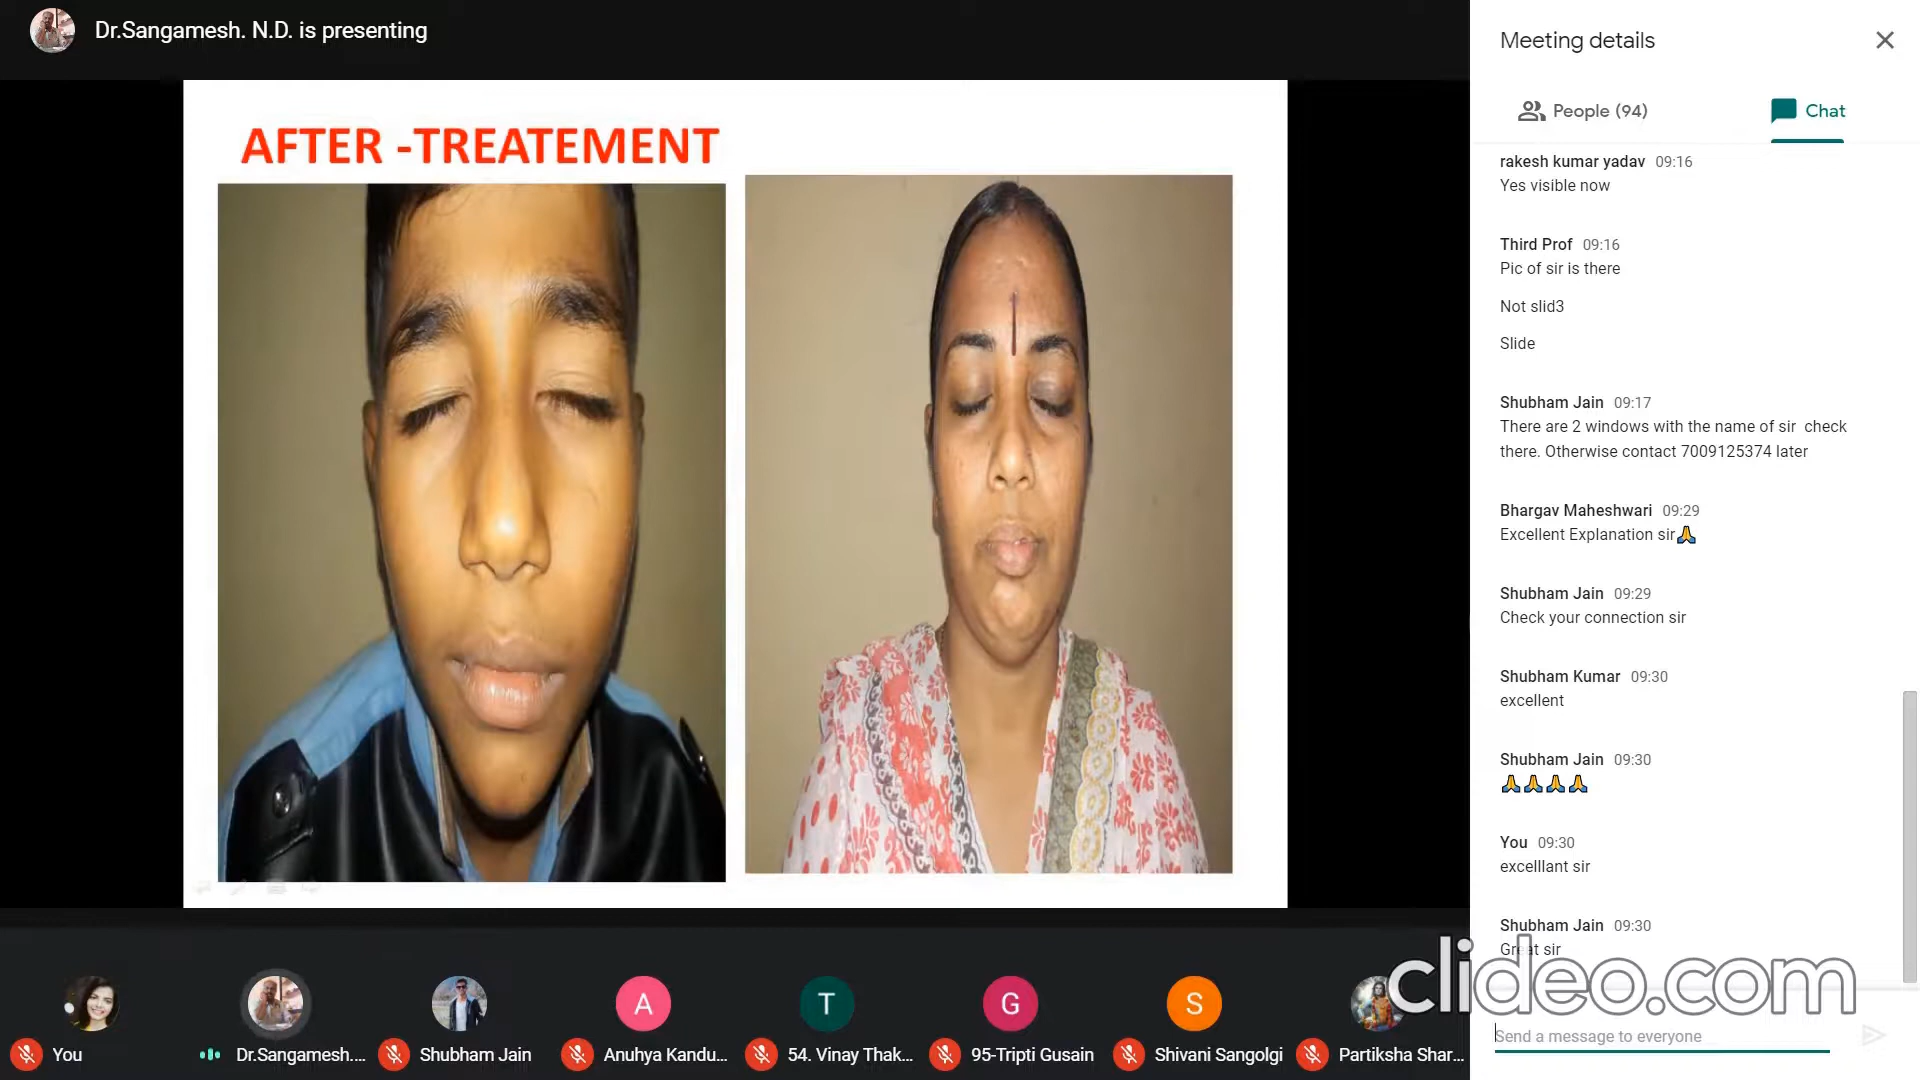 Dr.Sangamesh. N.D. is presenting
AFTER -TREATEMENT
Meeting details
People (94)
Chat
rakesh kumar yadav 09:16
Yes visible now
Third Prof 09:16
Pic of sir is there
Not slid3
Slide
Shubham Jain 09:17
There are 2 windows with the name of sir check
there. Otherwise contact 7009125374 later
Bhargav Maheshwari 09:29
Excellent Explanation sir🙏
Shubham Jain 09:29
Check your connection sir
Shubham Kumar 09:30
excellent
Shubham Jain 09:30
🙏🙏🙏🙏
You 09:30
excelllant sir
Shubham Jain 09:30
Great sir
clideo.com
Send a message to everyone
A
T
G
S
You
Dr.Sangamesh....
Shubham Jain
Anuhya Kandu...
54. Vinay Thak...
95-Tripti Gusain
Shivani Sangolgi
Partiksha Shar...